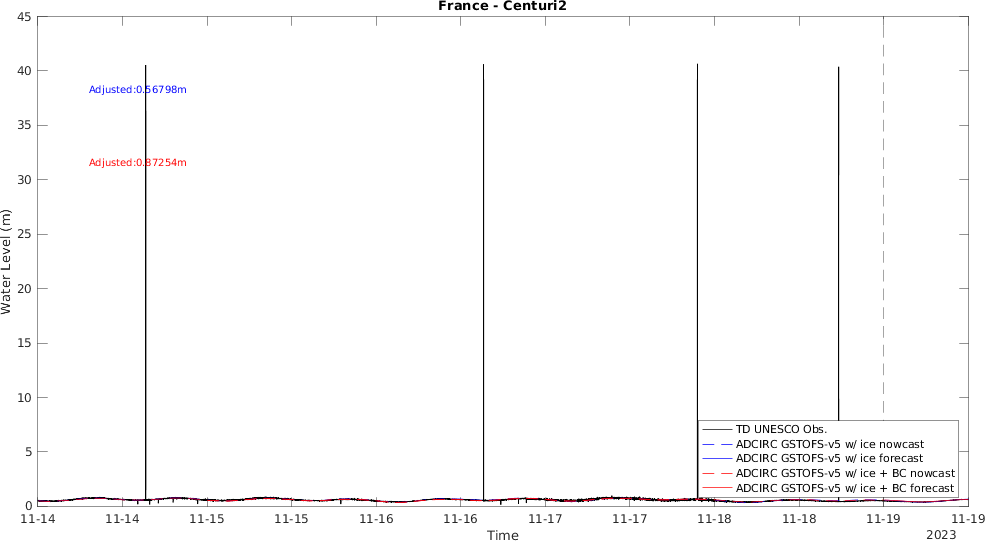 France - Centuri2
45
40
35
30
25
20
15
10
5
0
Water Level (m)
Adjusted:0.56798m
Adjusted:0.87254m
TD UNESCO Obs.
ADCIRC GSTOFS-v5 w/ ice nowcast
ADCIRC GSTOFS-v5 w/ ice forecast
ADCIRC GSTOFS-v5 w/ ice + BC nowcast
ADCIRC GSTOFS-v5 w/ ice + BC forecast
11-14 11-14 11-15 11-15 11-16 11-16 11-17 11-17 11-18 11-18 11-19 11-19
Time
2023